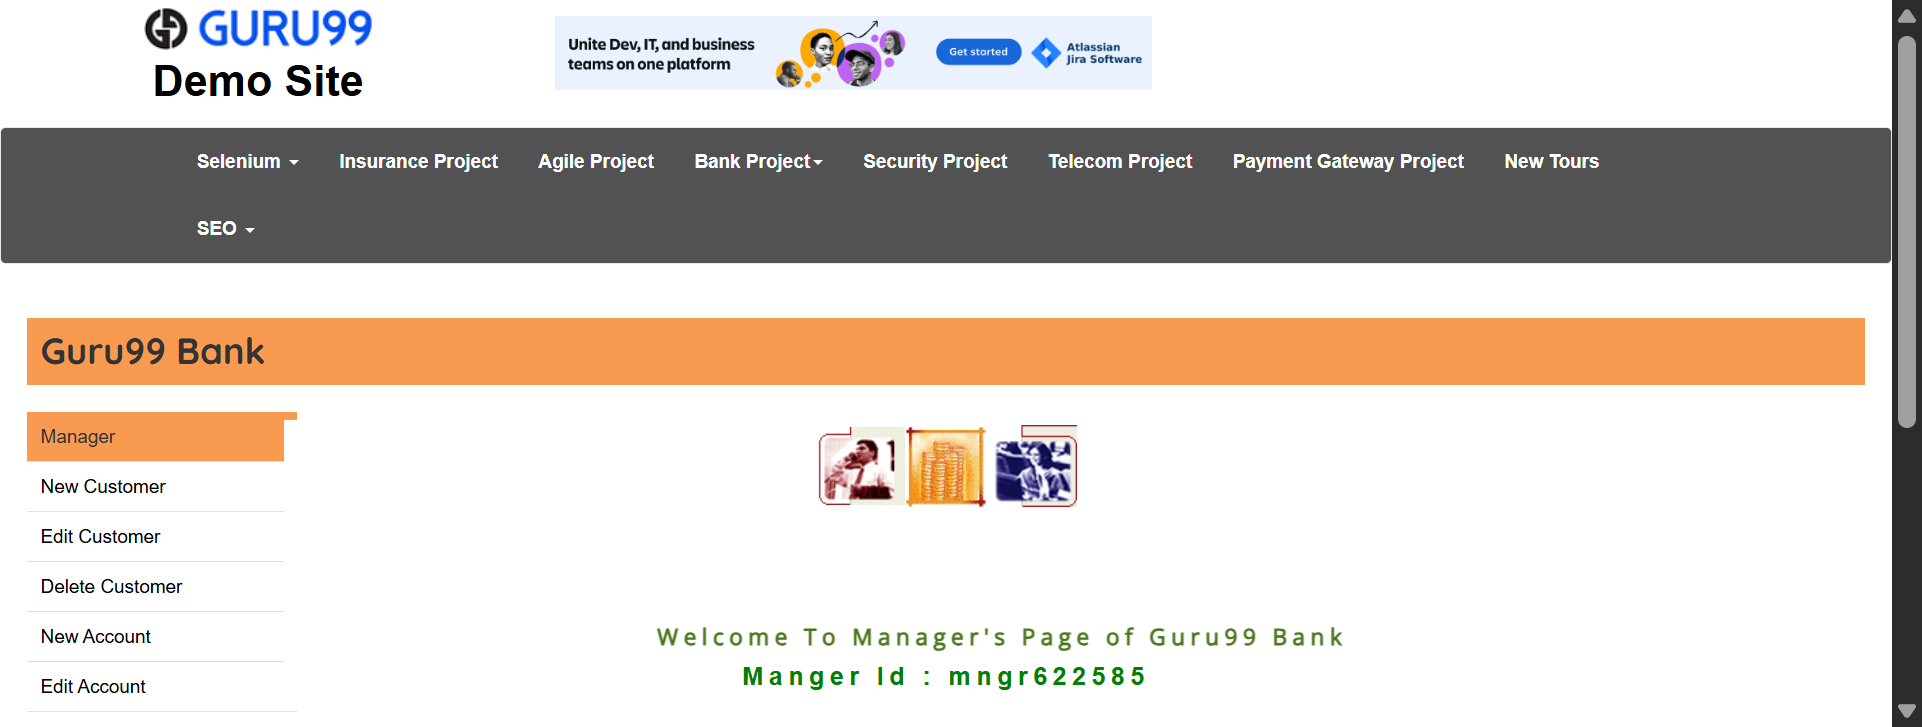 GURU99
Demo Site
Unite Dev, IT, and business
teams on one platform
Get started
Atlassian
Jira Software
Selenium
Insurance Project
Agile Project
Bank Project
Security Project
Telecom Project
Payment Gateway Project
New Tours
SEO
Guru99 Bank
Manager
New Customer
Edit Customer
Delete Customer
New Account
Edit Account
Welcome To Manager's Page of Guru99 Bank
Manger Id : mngr622585